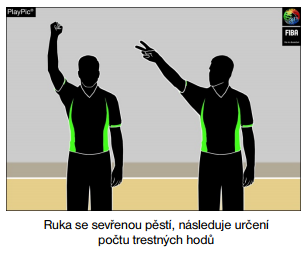 PlayPic®
FIBA
Ruka se sevřenou pěstí, následuje určení
počtu trestných hodů